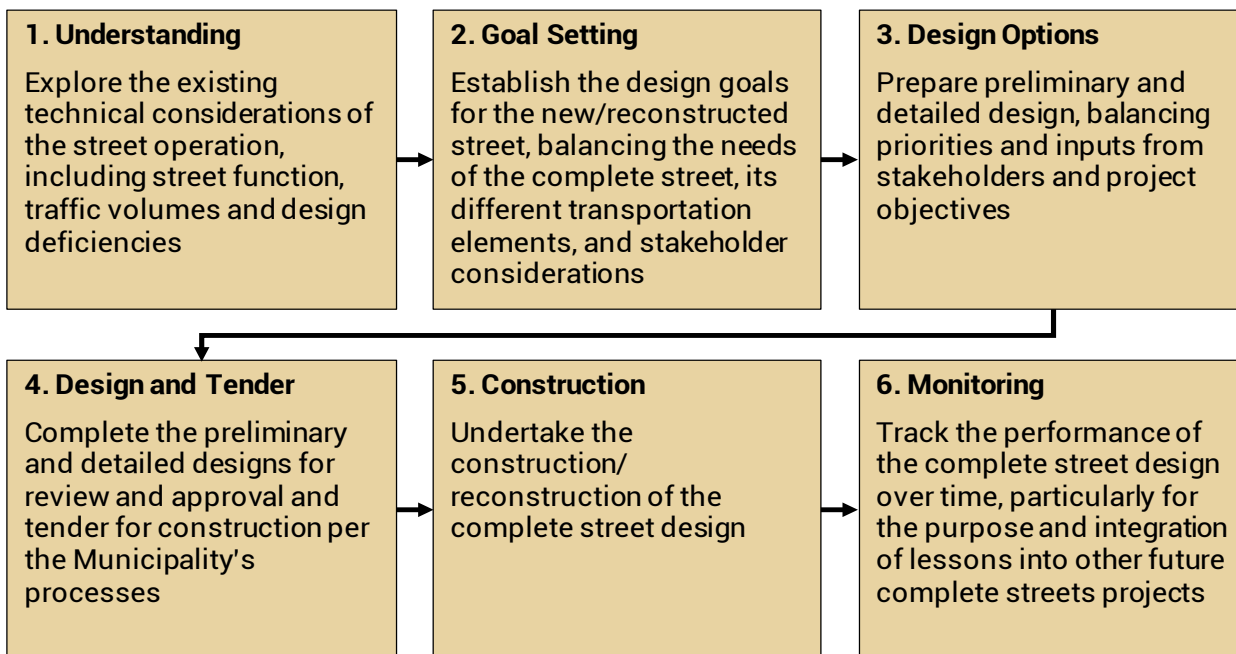 1. Understanding
Explore the existing
technical considerations of
the street operation,
including street function,
traffic volumes and design
deficiencies
2. Goal Setting
Establish the design goals
for the new/reconstructed
street, balancing the needs
of the complete street, its
different transportation
elements, and stakeholder
considerations
3. Design Options
Prepare preliminary and
detailed design, balancing
priorities and inputs from
stakeholders and project
objectives
4. Design and Tender
Complete the preliminary
and detailed designs for
review and approval and
tender for construction per
the Municipality's
processes
5. Construction
Undertake the
construction/
reconstruction of the
complete street design
6. Monitoring
Track the performance of
the complete street design
over time, particularly for
the purpose and integration
of lessons into other future
complete streets projects